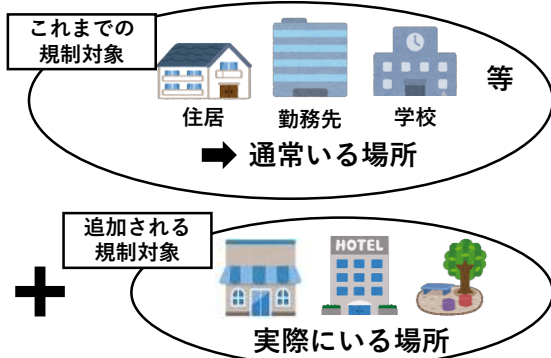 これまでの
規制対象
等
住居
勤務先
学校
➡ 通常いる場所
追加される
規制対象
+
HOTEL
実際にいる場所